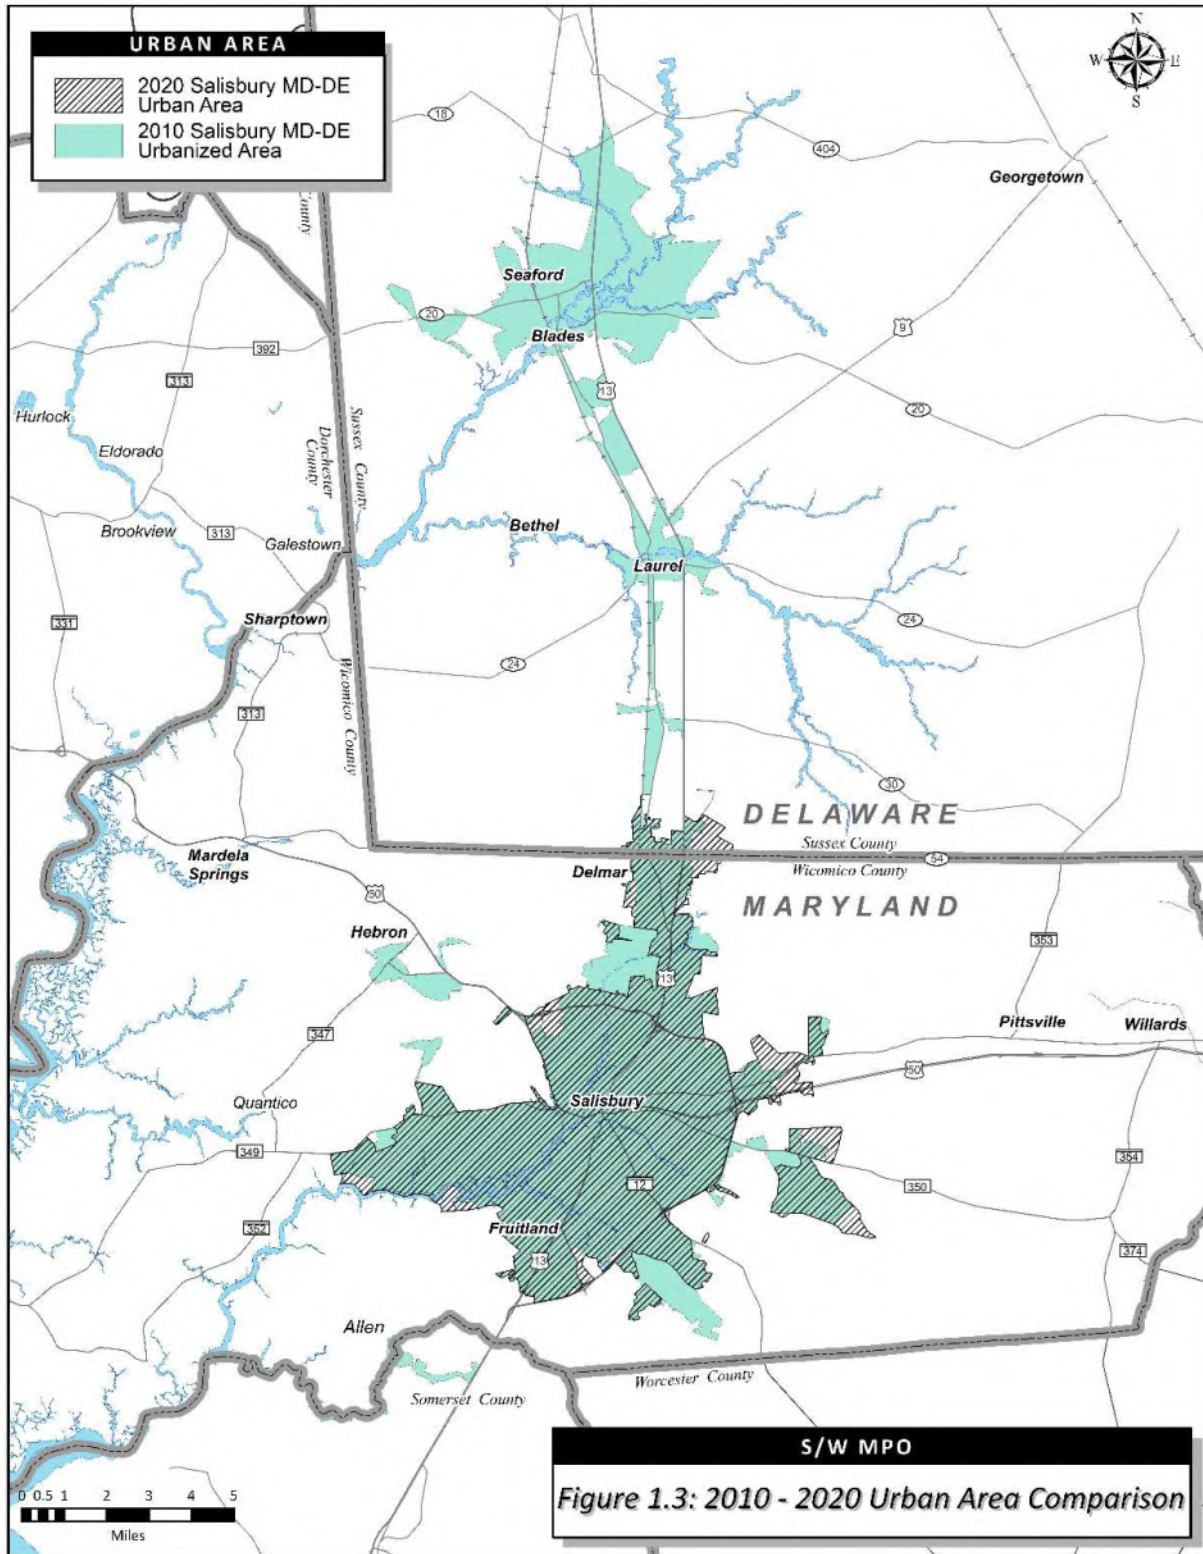 URBAN AREA
2020 Salisbury MD-DE
Urban Area
2010 Salisbury MD-DE
Urbanized Area
N
W
E
S
18
404
Georgetown
County
Seaford
20
Blades
9
392
13
313
20
Hurlock
Sussex County
Dorchester
County
Eldorado
Brookview
313
Bethel
Galestown
Laurel
Sharptown
331
24
24
Wicomico County
313
30
DELAWARE
Sussex County
54
Wicomico County
Mardela
Springs
Delmar
50
MARYLAND
Hebron
353
13
347
Pittsville
Willards
50
Quantico
Salisbury
349
354
12
350
352
Fruitland
13
374
Allen
Worcester County
Somerset County
S/W MPO
Figure 1.3: 2010 - 2020 Urban Area Comparison
0 0.5 1 2 3 4 5
Miles